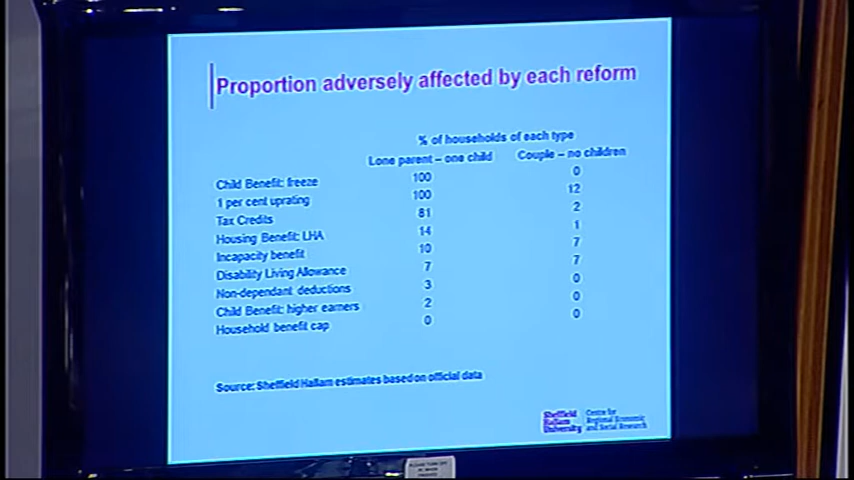 Proportion adversely affected by each reform
% of households of each type
Lone parent – one child Couple – no children
Child Benefit: freeze 100 0
1 per cent uprating 100 12
Tax Credits 81 2
Housing Benefit: LHA 14 1
Incapacity benefit 10 7
Disability Living Allowance 7 7
Non-dependant deductions 3 0
Child Benefit: higher earners 2 0
Household benefit cap 0 0
Source: Sheffield Hallam estimates based on official data
Sheffield Hallam University
Centre for Regional Economic and Social Research
PLEASE TURN OFF